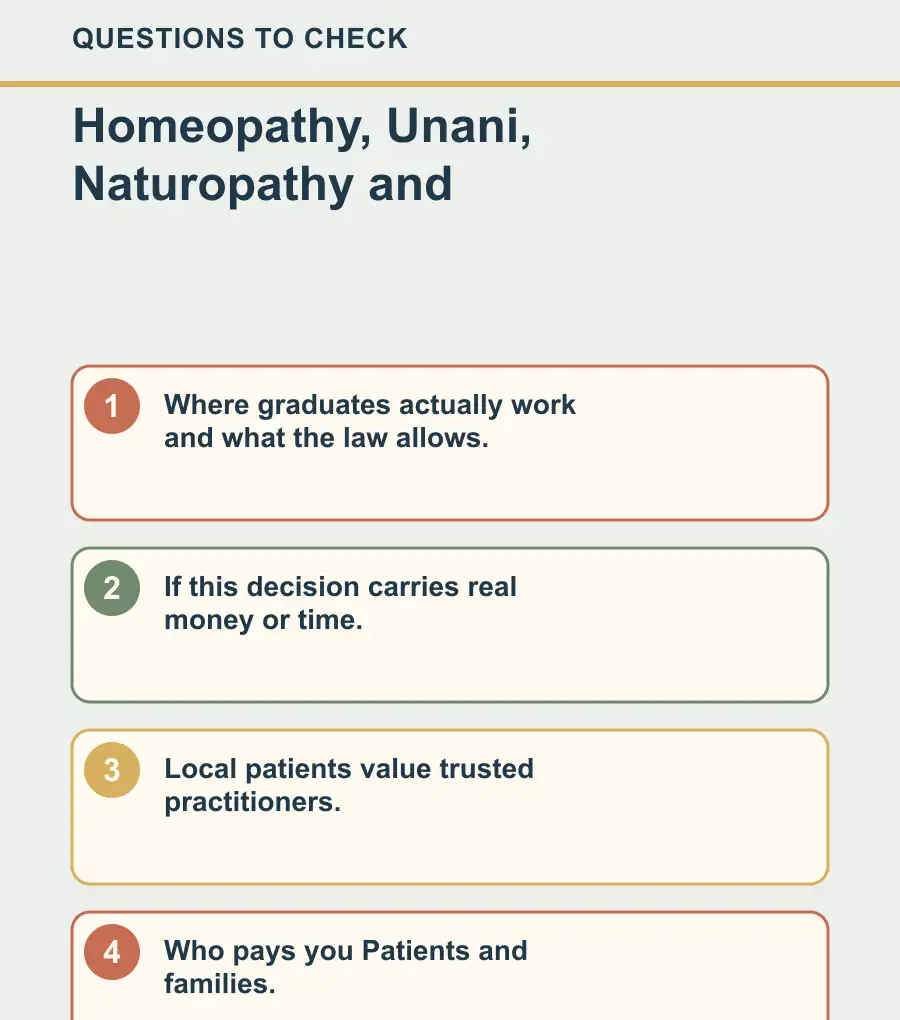 QUESTIONS TO CHECK
Homeopathy, Unani,
Naturopathy and
1
Where graduates actually work
and what the law allows.
2
If this decision carries real
money or time.
3
Local patients value trusted
practitioners.
4
Who pays you Patients and
families.